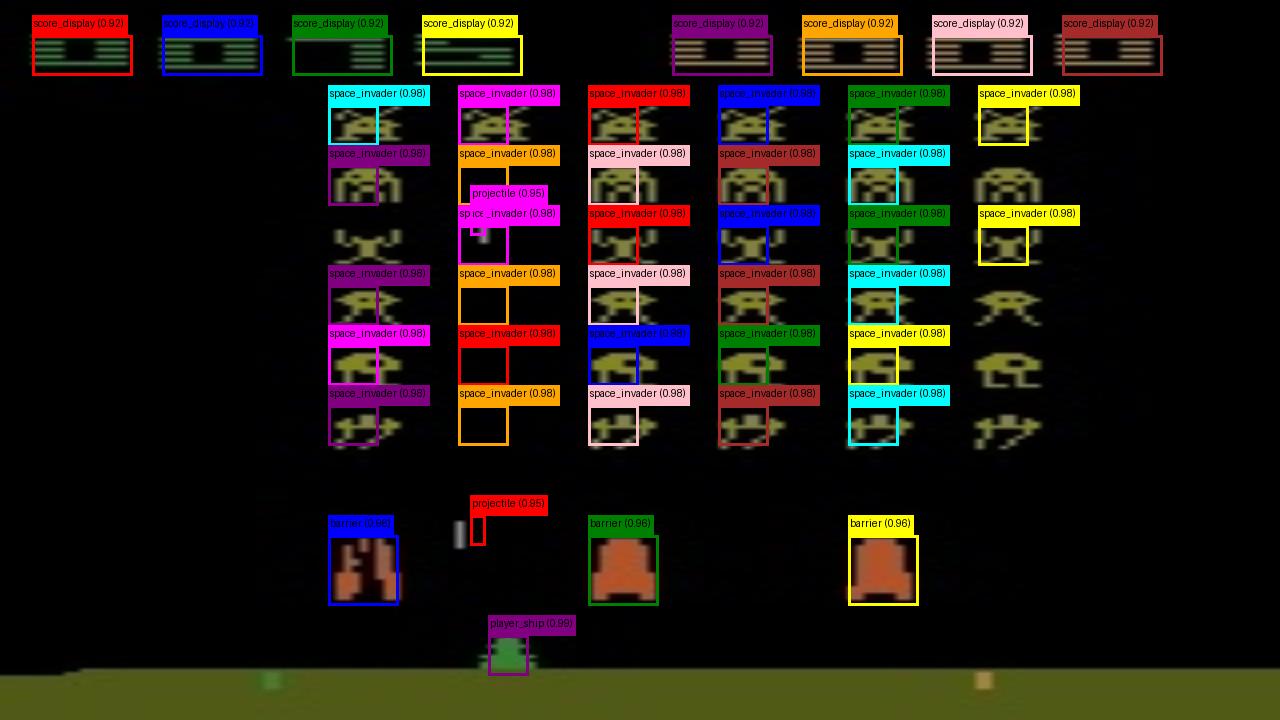 score_display (0.92) score_display (0.92) score_display (0.92) score_display (0.92) score_display (0.92) score_display (0.92) score_display (0.92) score_display (0.92)
space_invader (0.98) space_invader (0.98) space_invader (0.98) space_invader (0.98) space_invader (0.98) space_invader (0.98)
space_invader (0.98) space_invader (0.98) space_invader (0.98) space_invader (0.98) space_invader (0.98)
projectile (0.95)
space_invader (0.98) space_invader (0.98) space_invader (0.98) space_invader (0.98) space_invader (0.98)
space_invader (0.98) space_invader (0.98) space_invader (0.98) space_invader (0.98) space_invader (0.98)
space_invader (0.98) space_invader (0.98) space_invader (0.98) space_invader (0.98) space_invader (0.98)
space_invader (0.98) space_invader (0.98) space_invader (0.98) space_invader (0.98) space_invader (0.98)
projectile (0.95)
barrier (0.96) barrier (0.96) barrier (0.96)
player_ship (0.99)